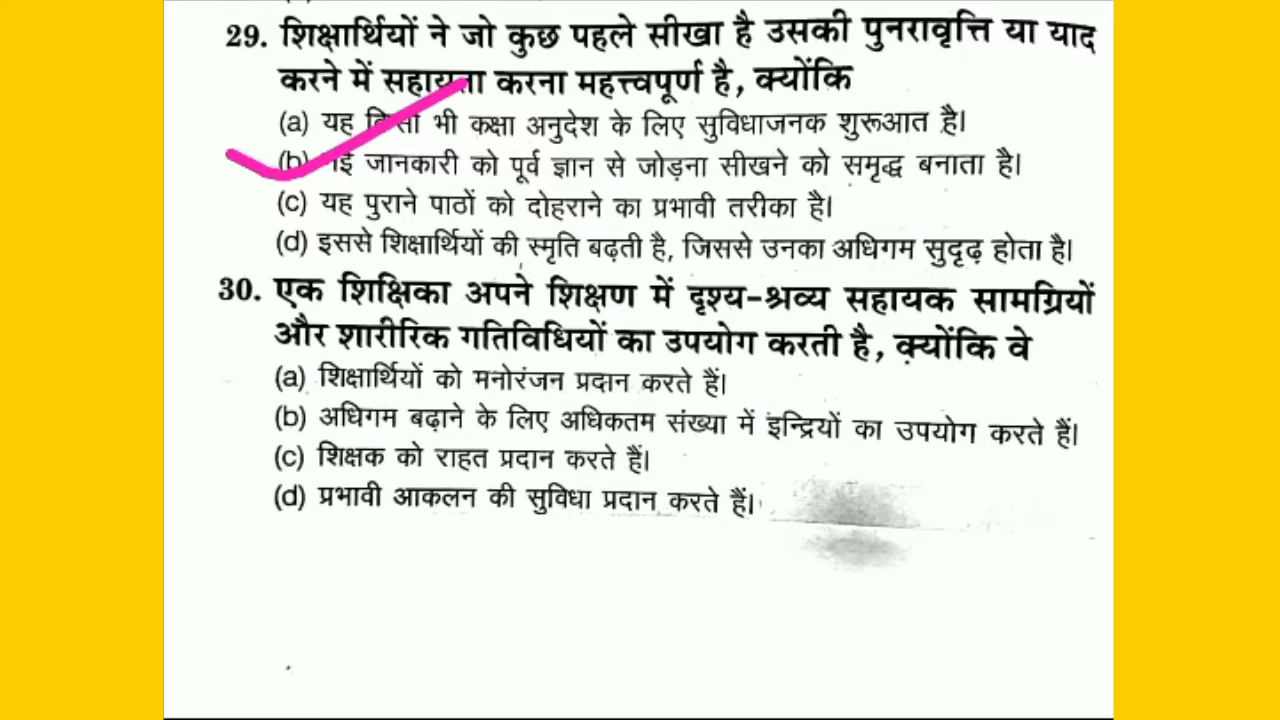 29. शिक्षार्थियों ने जो कुछ पहले सीखा है उसकी पुनरावृत्ति या याद
करने में सहायता करना महत्त्वपूर्ण है, क्योंकि
(a) यह किसी भी कक्षा अनुदेश के लिए सुविधाजनक शुरूआत है।
(b) नई जानकारी को पूर्व ज्ञान से जोड़ना सीखने को समृद्ध बनाता है।
(c) यह पुराने पाठों को दोहराने का प्रभावी तरीका है।
(d) इससे शिक्षार्थियों की स्मृति बढ़ती है, जिससे उनका अधिगम सुदृढ़ होता है।
30. एक शिक्षिका अपने शिक्षण में दृश्य-श्रव्य सहायक सामग्रियों
और शारीरिक गतिविधियों का उपयोग करती है, क्योंकि वे
(a) शिक्षार्थियों को मनोरंजन प्रदान करते हैं।
(b) अधिगम बढ़ाने के लिए अधिकतम संख्या में इन्द्रियों का उपयोग करते हैं।
(c) शिक्षक को राहत प्रदान करते हैं।
(d) प्रभावी आकलन की सुविधा प्रदान करते हैं।